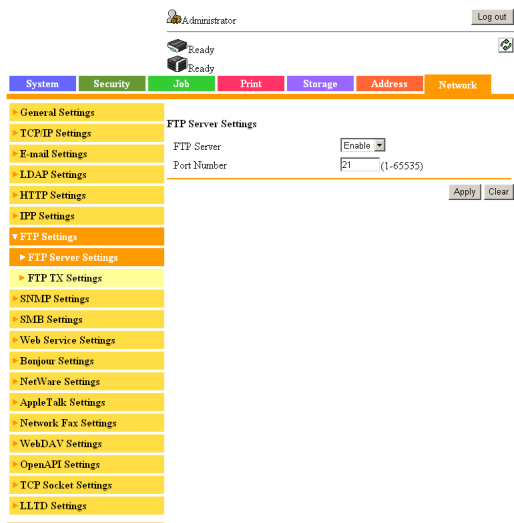 Administrator
Log out
Ready
Ready
System Security Job Print Storage Address Network
General Settings
TCP/IP Settings
E-mail Settings
LDAP Settings
HTTP Settings
IPP Settings
FTP Settings
FTP Server Settings
FTP TX Settings
SNMP Settings
SMB Settings
Web Service Settings
Bonjour Settings
NetWare Settings
AppleTalk Settings
Network Fax Settings
WebDAV Settings
OpenAPI Settings
TCP Socket Settings
LLTD Settings
FTP Server Settings
FTP Server Enable
Port Number 21 (1-65535)
Apply Clear